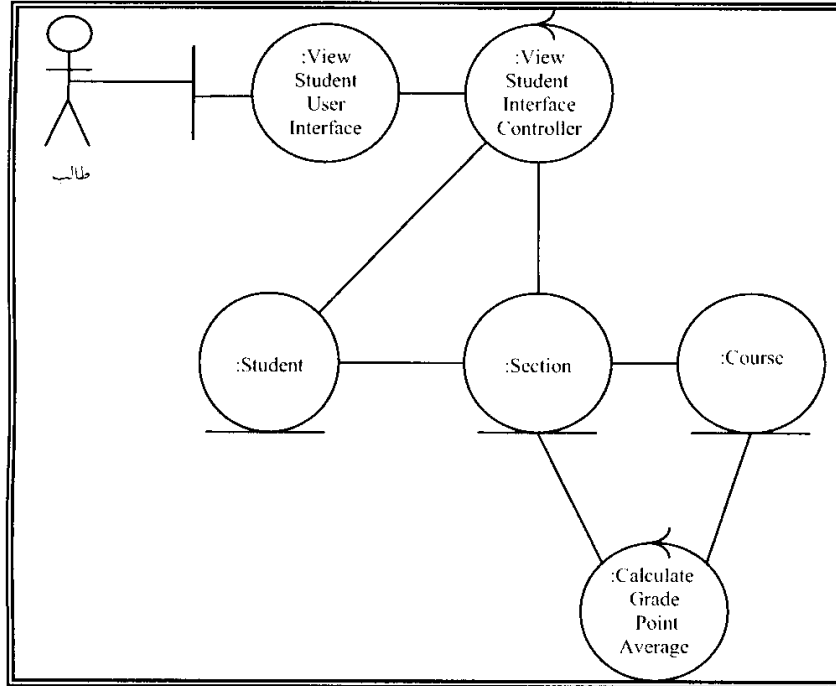 :View
Student
User
Interface
:View
Student
Interface
Controller
طالب
:Student
:Section
:Course
:Calculate
Grade
Point
Average